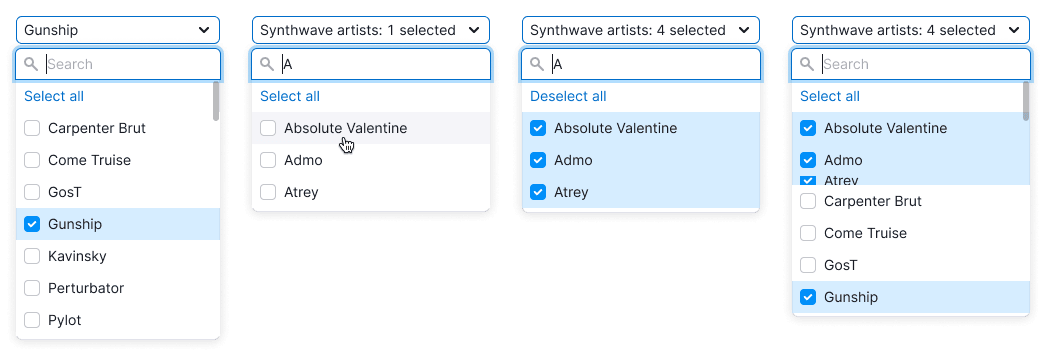 Gunship
Search
Select all
Carpenter Brut
Come Truise
GosT
Gunship
Kavinsky
Perturbator
Pylot
Synthwave artists: 1 selected
A
Select all
Absolute Valentine
Admo
Atrey
Synthwave artists: 4 selected
A
Deselect all
Absolute Valentine
Admo
Atrey
Synthwave artists: 4 selected
Search
Select all
Absolute Valentine
Admo
Atrey
Carpenter Brut
Come Truise
GosT
Gunship